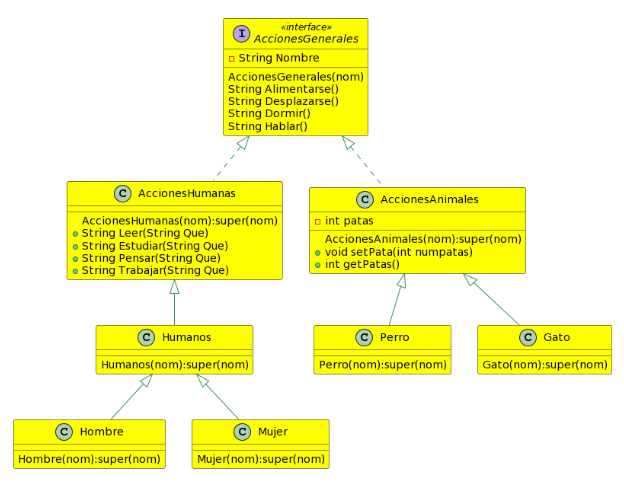 «interface»
I AccionesGenerales
String Nombre
AccionesGenerales(nom)
String Alimentarse()
String Desplazarse()
String Dormir()
String Hablar()
C AccionesHumanas
AccionesHumanas(nom):super(nom)
String Leer(String Que)
String Estudiar(String Que)
String Pensar(String Que)
String Trabajar(String Que)
C AccionesAnimales
int patas
AccionesAnimales(nom):super(nom)
void setPata(int numpatas)
int getPatas()
C Humanos
Humanos(nom):super(nom)
C Perro
Perro(nom):super(nom)
C Gato
Gato(nom):super(nom)
C Hombre
Hombre(nom):super(nom)
C Mujer
Mujer(nom):super(nom)